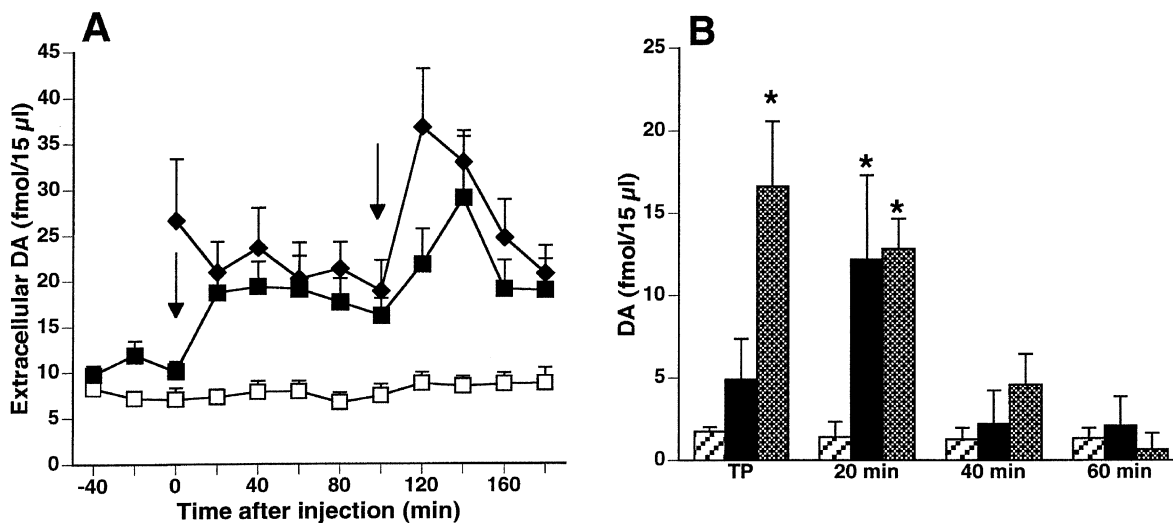 A
Extracellular DA (fmol/15 µl)
45
40
35
30
25
20
15
10
5
0
-40
0
40
80
120
160
Time after injection (min)
B
DA (fmol/15 µl)
25
20
15
10
5
0
*
*
*
TP
20 min
40 min
60 min